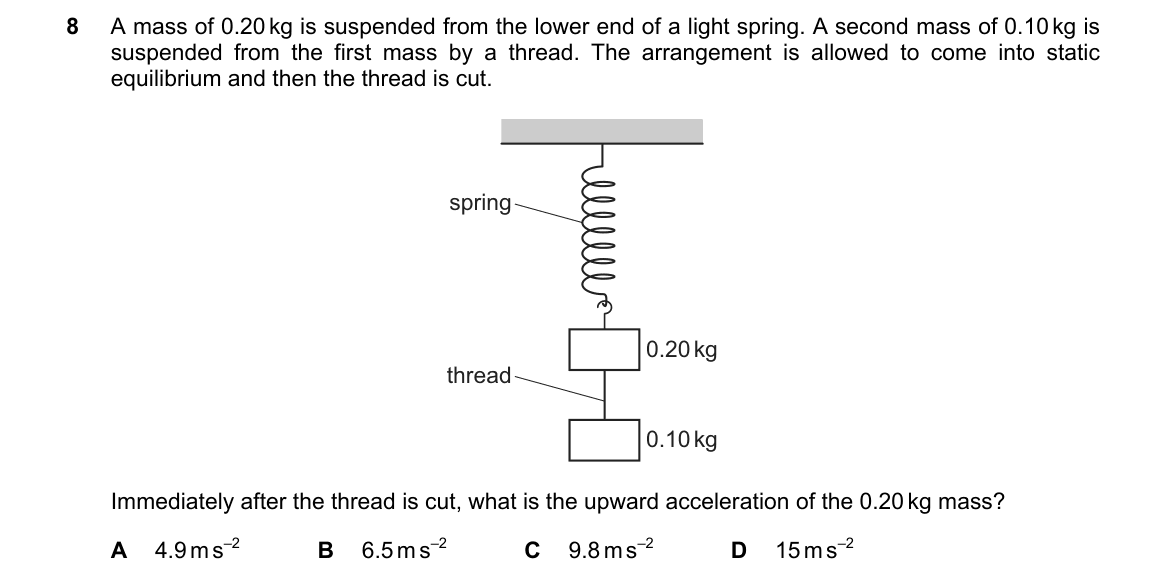 8 A mass of 0.20 kg is suspended from the lower end of a light spring. A second mass of 0.10 kg is
suspended from the first mass by a thread. The arrangement is allowed to come into static
equilibrium and then the thread is cut.
spring
0.20 kg
thread
0.10 kg
Immediately after the thread is cut, what is the upward acceleration of the 0.20 kg mass?
A 4.9 m s⁻² B 6.5 m s⁻² C 9.8 m s⁻² D 15 m s⁻²